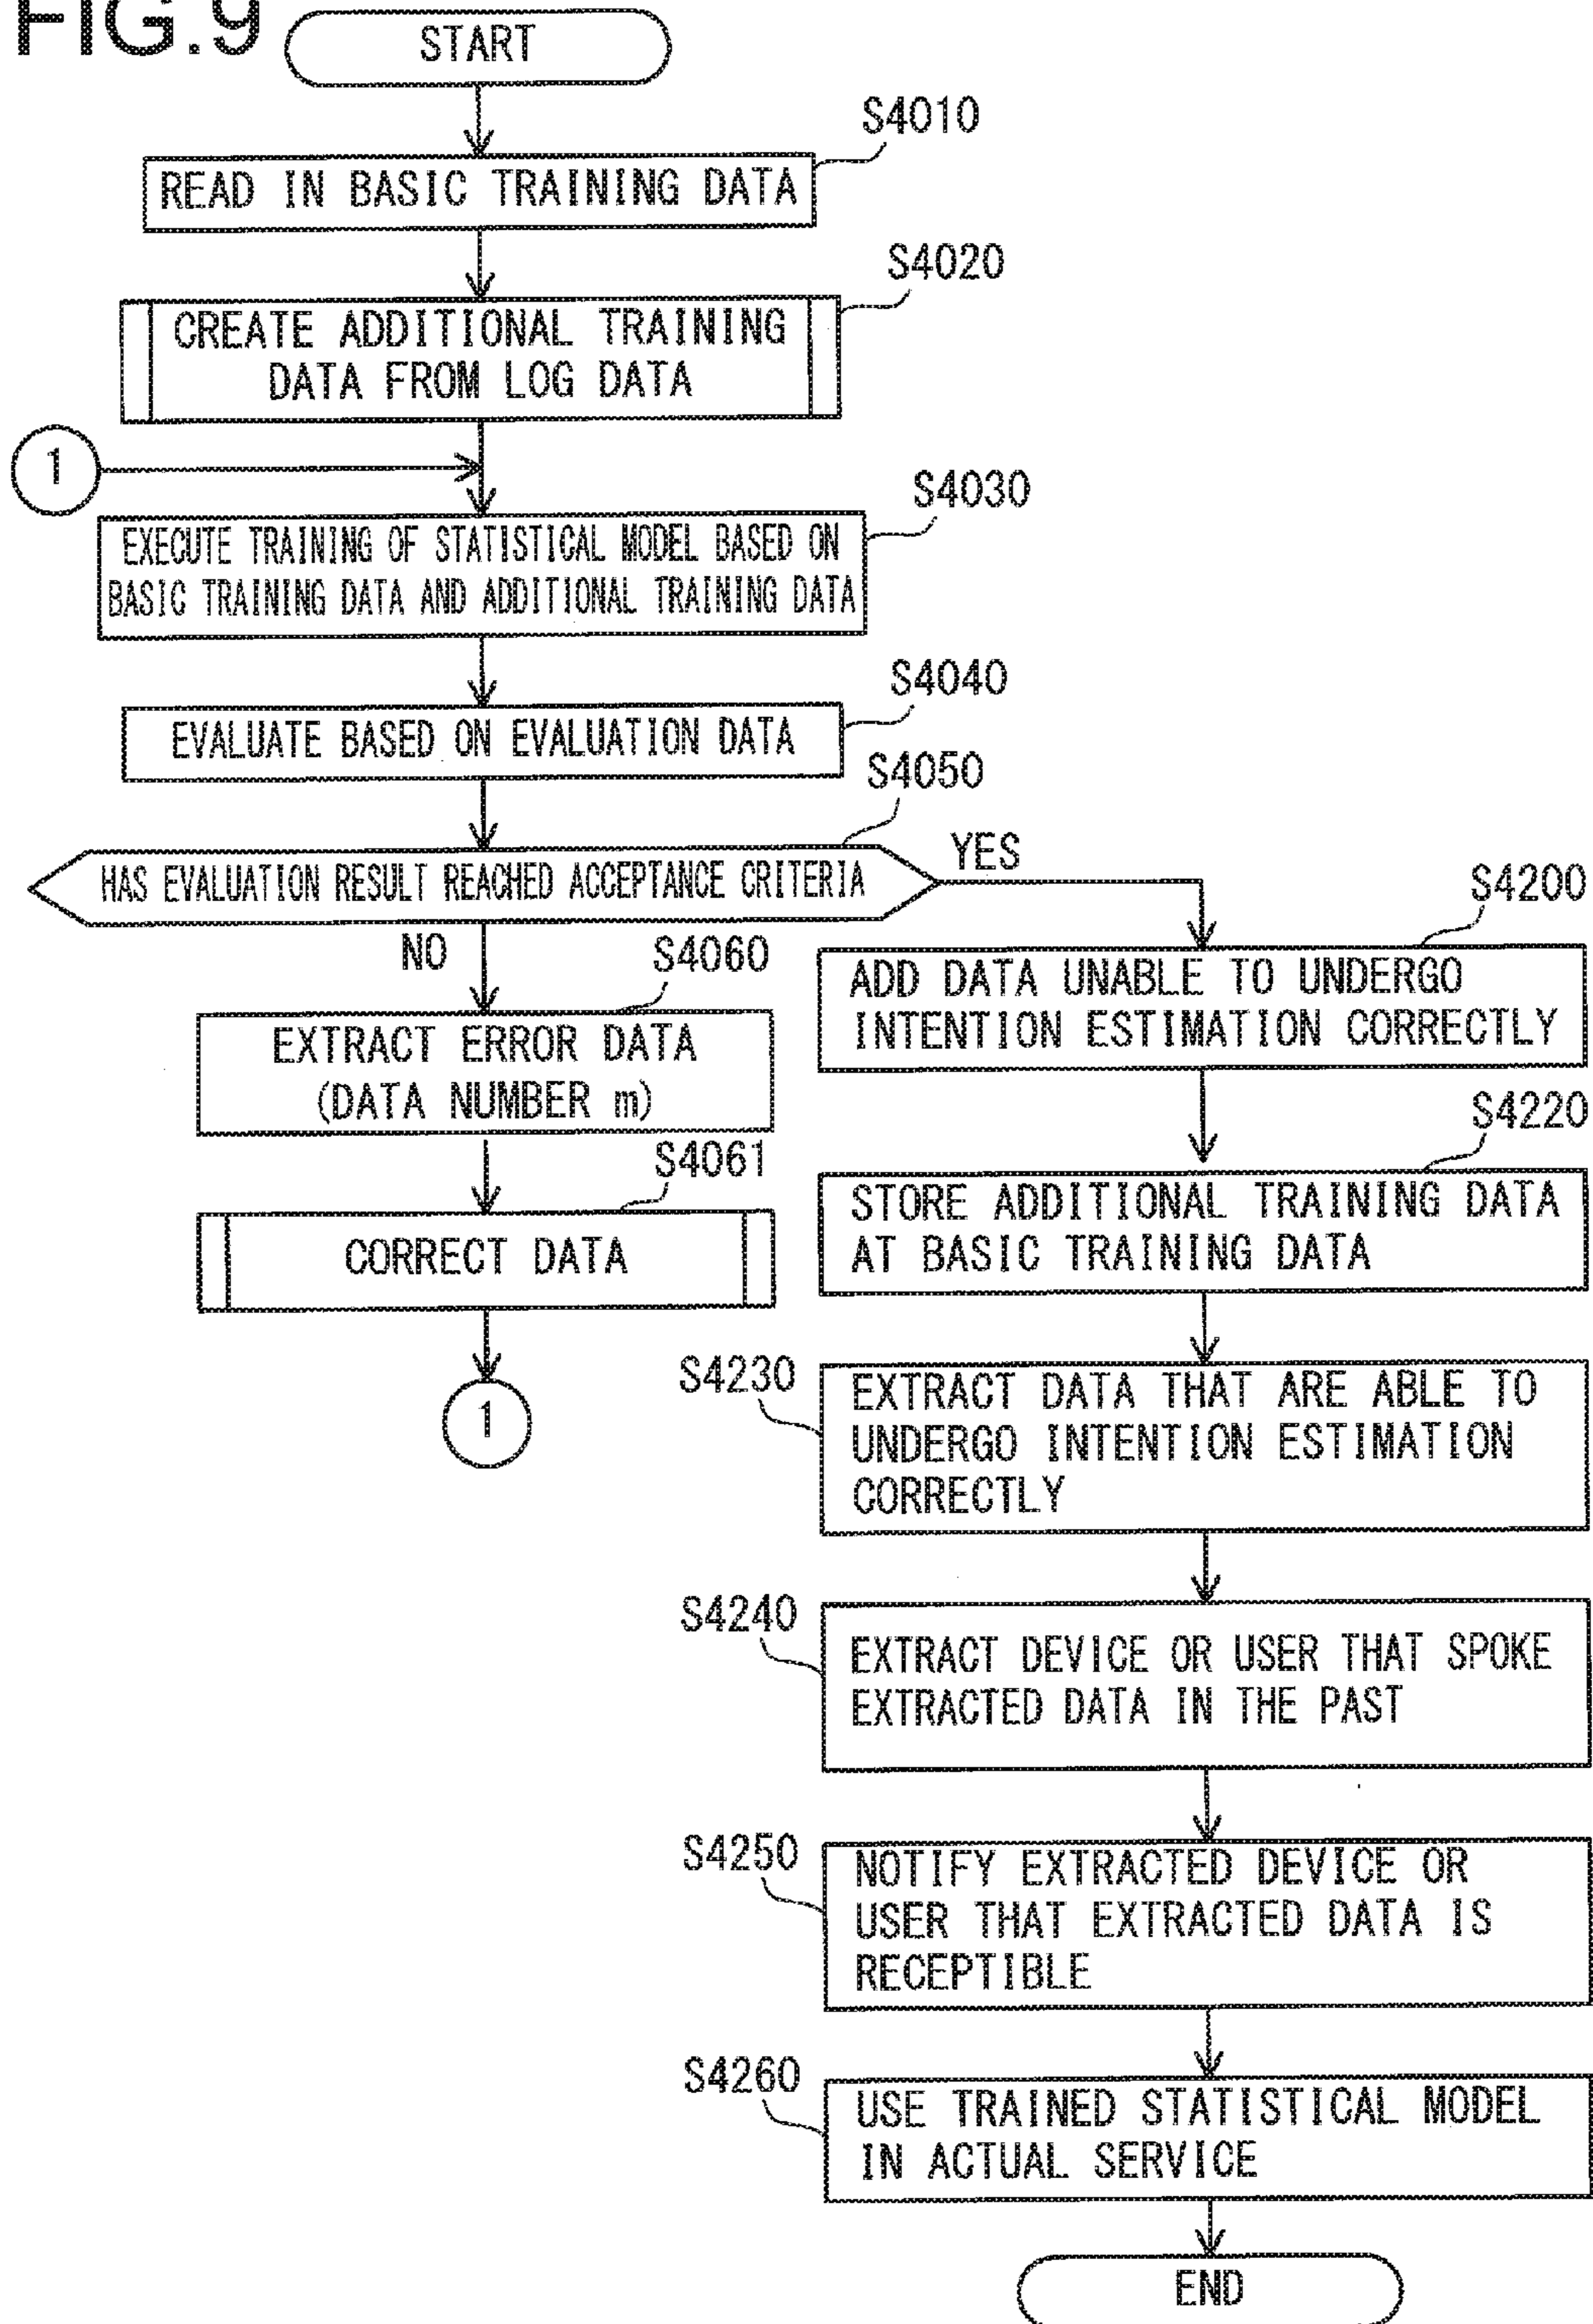 FIG.9
START
S4010
READ IN BASIC TRAINING DATA
S4020
CREATE ADDITIONAL TRAINING
DATA FROM LOG DATA
1
S4030
EXECUTE TRAINING OF STATISTICAL MODEL BASED ON
BASIC TRAINING DATA AND ADDITIONAL TRAINING DATA
S4040
EVALUATE BASED ON EVALUATION DATA
S4050
HAS EVALUATION RESULT REACHED ACCEPTANCE CRITERIA
YES
NO
S4060
EXTRACT ERROR DATA
(DATA NUMBER m)
S4061
CORRECT DATA
1
S4200
ADD DATA UNABLE TO UNDERGO
INTENTION ESTIMATION CORRECTLY
S4220
STORE ADDITIONAL TRAINING DATA
AT BASIC TRAINING DATA
S4230
EXTRACT DATA THAT ARE ABLE TO
UNDERGO INTENTION ESTIMATION
CORRECTLY
S4240
EXTRACT DEVICE OR USER THAT SPOKE
EXTRACTED DATA IN THE PAST
S4250
NOTIFY EXTRACTED DEVICE OR
USER THAT EXTRACTED DATA IS
RECEPTIBLE
S4260
USE TRAINED STATISTICAL MODEL
IN ACTUAL SERVICE
END